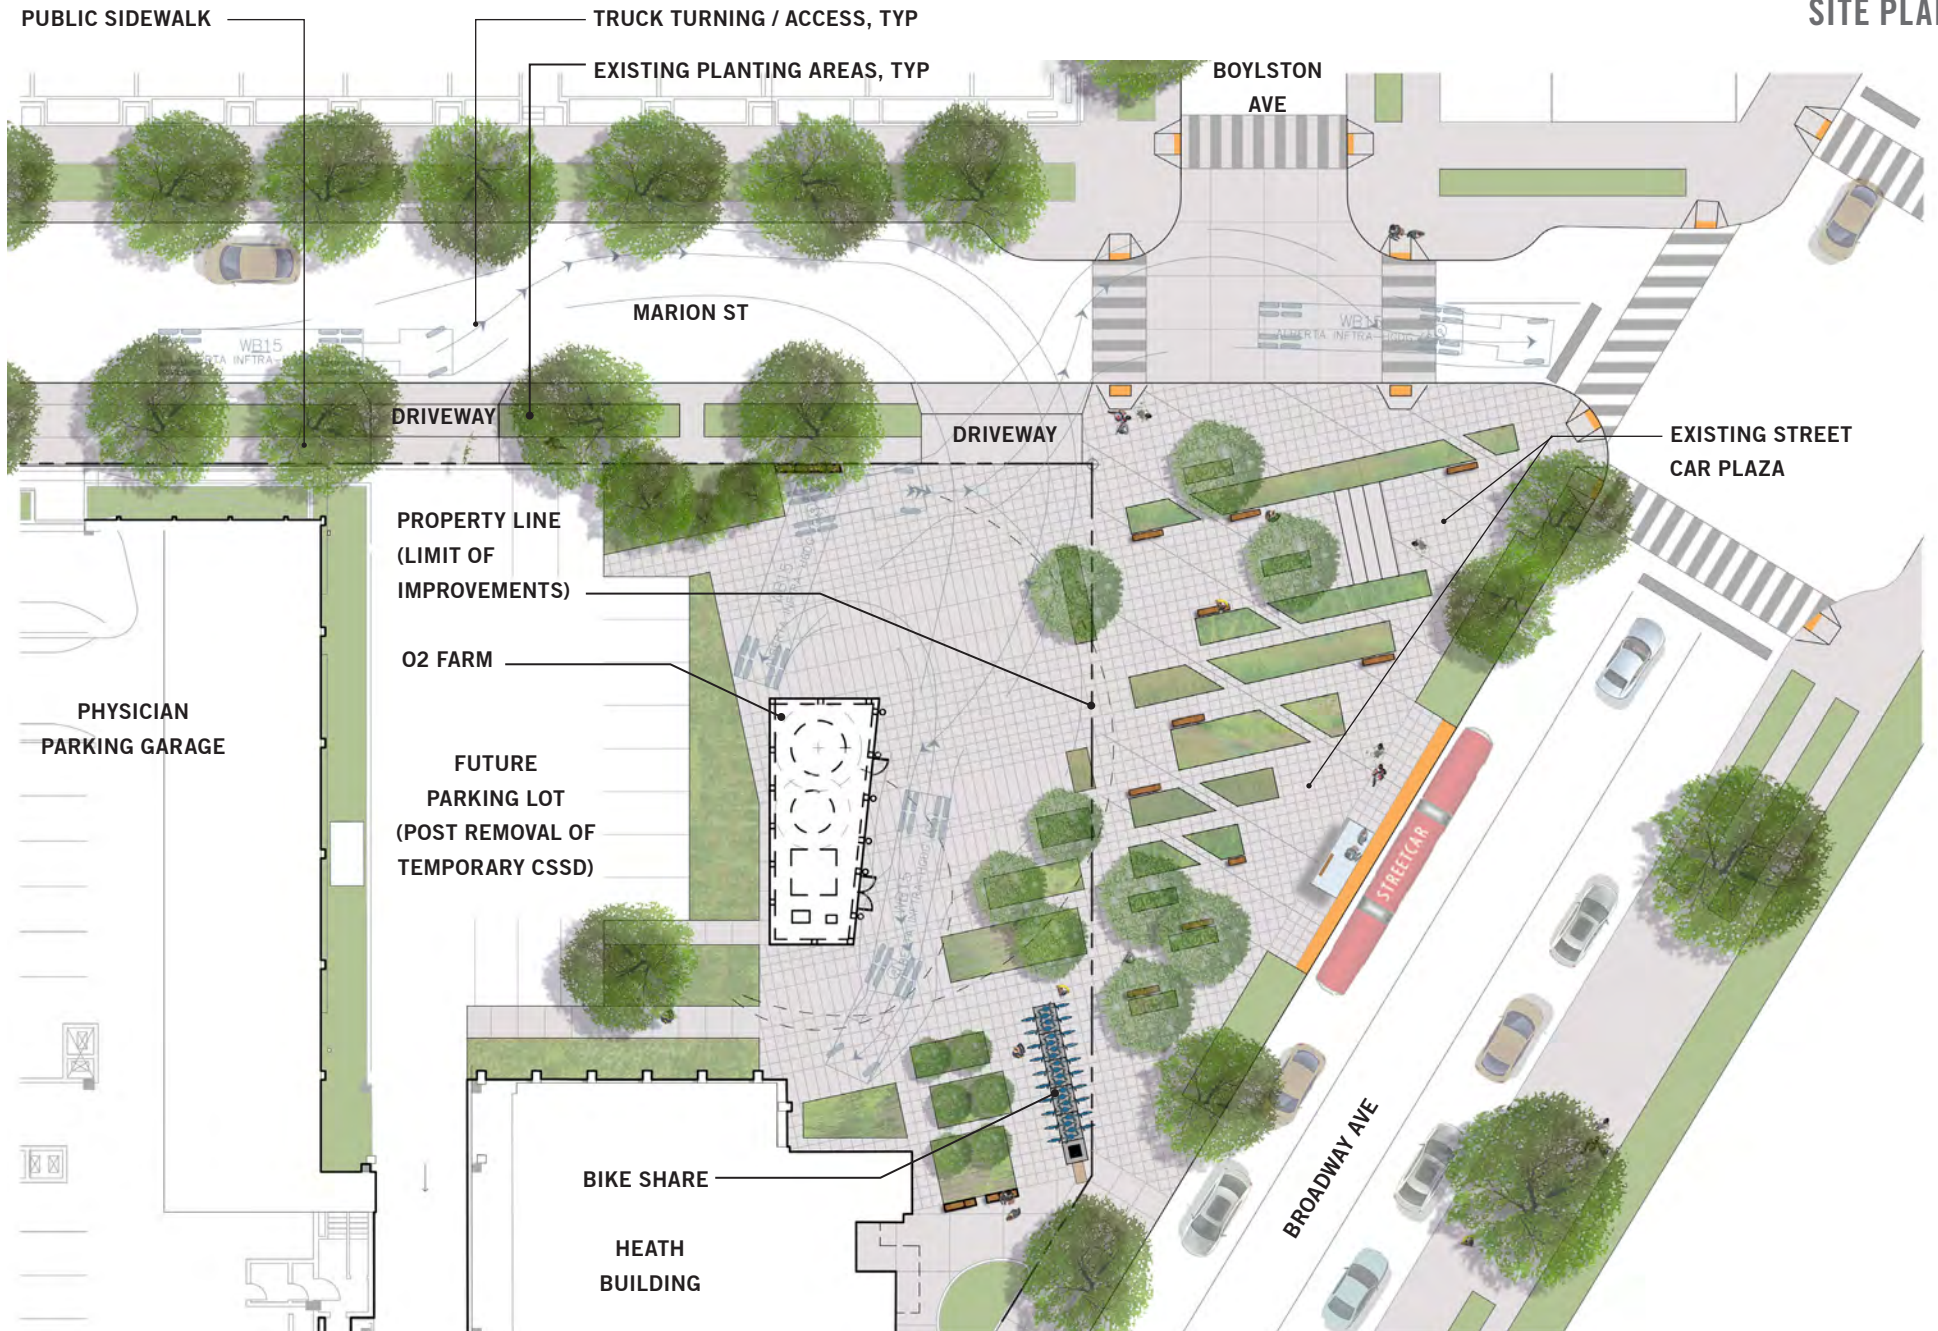 SITE PLAN
PUBLIC SIDEWALK
TRUCK TURNING / ACCESS, TYP
EXISTING PLANTING AREAS, TYP
BOYLSTON
AVE
MARION ST
WB15
WB15
DRIVEWAY
DRIVEWAY
EXISTING STREET
CAR PLAZA
PROPERTY LINE
(LIMIT OF
IMPROVEMENTS)
O2 FARM
PHYSICIAN
PARKING GARAGE
FUTURE
PARKING LOT
(POST REMOVAL OF
TEMPORARY CSSD)
STREETCAR
BIKE SHARE
BROADWAY AVE
HEATH
BUILDING